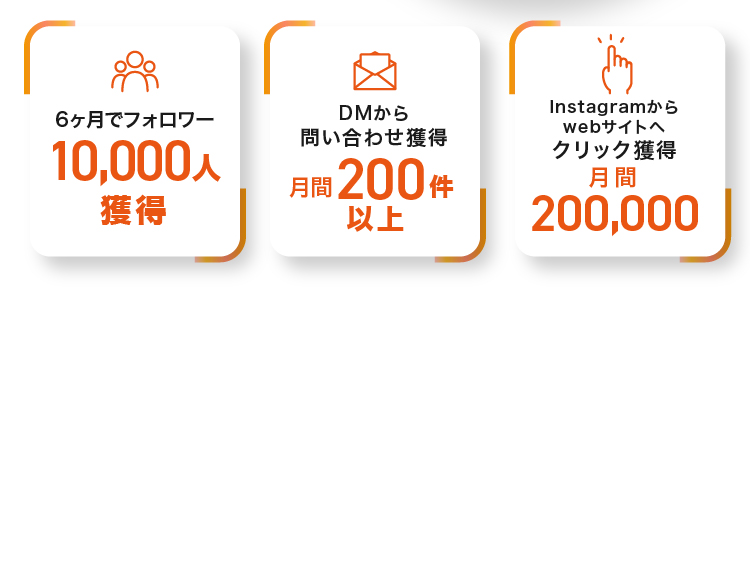 6ヶ月でフォロワー
10,000人
獲得
DMから
問い合わせ獲得
月間200件
以上
Instagramから
webサイトへ
クリック獲得
月間
200,000